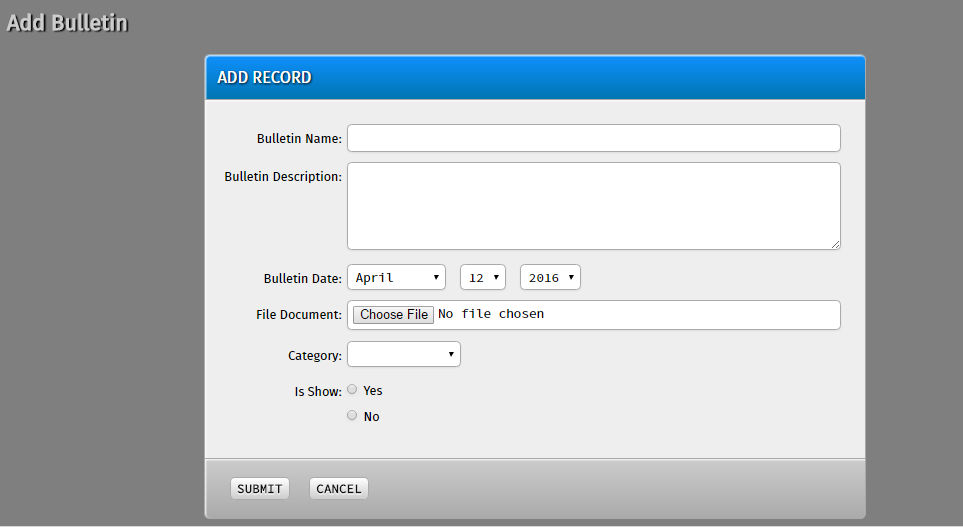 Add Bulletin
ADD RECORD
Bulletin Name:
Bulletin Description:
Bulletin Date: April 12 2016
File Document: Choose File No file chosen
Category:
Is Show: Yes
No
SUBMIT CANCEL